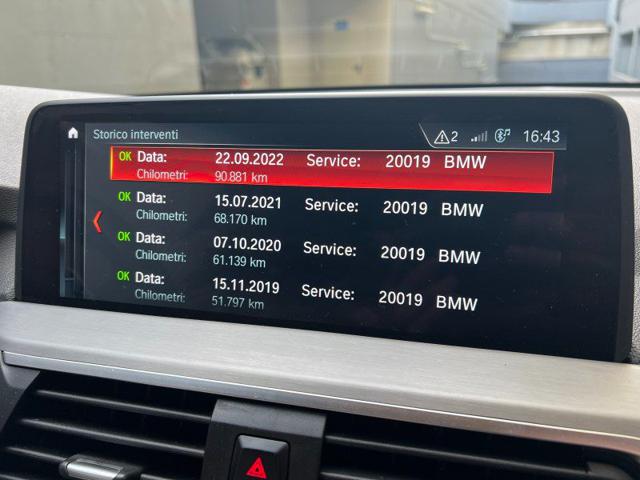 Storico interventi 2 16:43
OK Data: 22.09.2022 Service: 20019 BMW
Chilometri: 90.881 km
OK Data: 15.07.2021 Service: 20019 BMW
Chilometri: 68.170 km
OK Data: 07.10.2020 Service: 20019 BMW
Chilometri: 61.139 km
OK Data: 15.11.2019 Service: 20019 BMW
Chilometri: 51.797 km